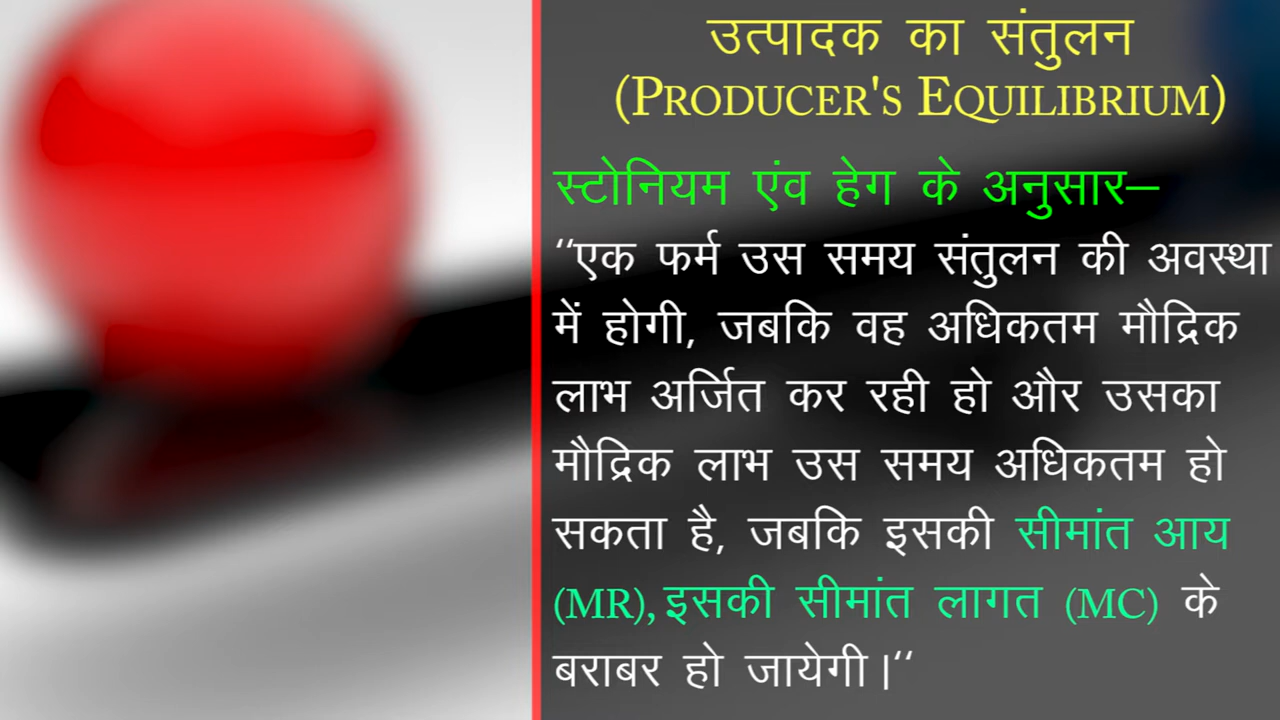 उत्पादक का संतुलन
(PRODUCER'S EQUILIBRIUM)
स्टोनियम एंव हेग के अनुसार–
‘‘एक फर्म उस समय संतुलन की अवस्था
में होगी, जबकि वह अधिकतम मौद्रिक
लाभ अर्जित कर रही हो और उसका
मौद्रिक लाभ उस समय अधिकतम हो
सकता है, जबकि इसकी सीमांत आय
(MR), इसकी सीमांत लागत (MC) के
बराबर हो जायेगी।‘‘